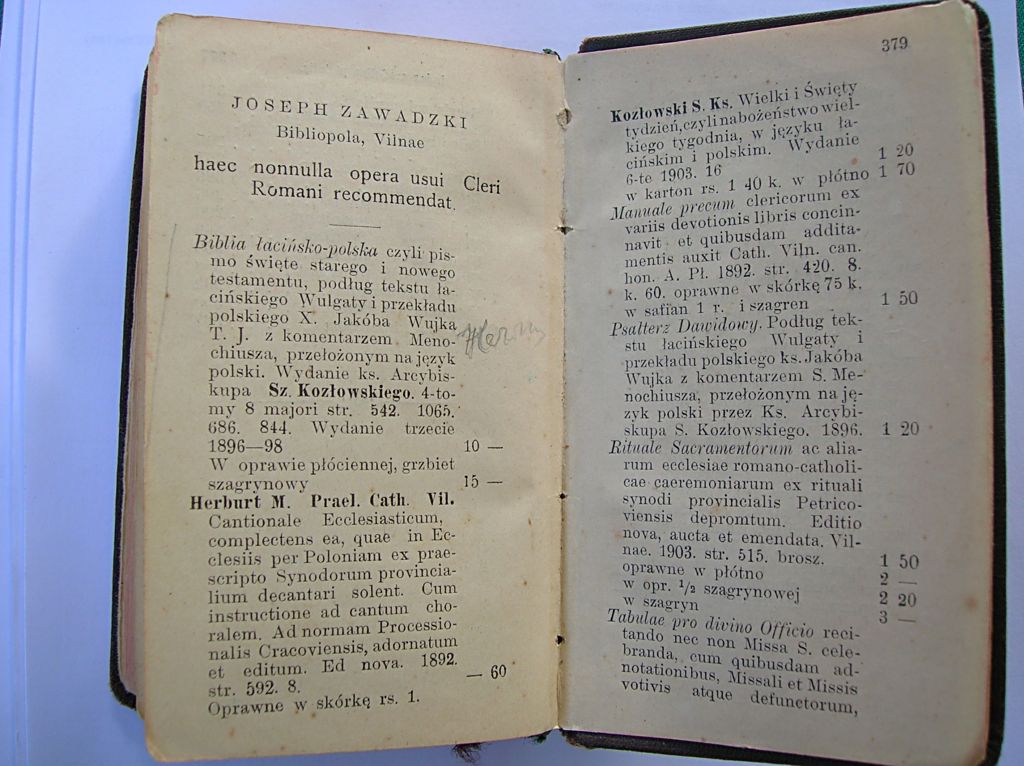 JOSEPH ZAWADZKI
Bibliopola, Vilnae
haec nonnulla opera usui Cleri
Romani recommendat.
Biblia łacińsko-polska czyli pis-
mo święte starego i nowego
testamentu, podług tekstu ła-
cińskiego Wulgaty i przekładu
polskiego X. Jakóba Wujka
T. J. z komentarzem Meno-
chiusza, przełożonym na język
polski. Wydanie ks. Arcybis-
kupa Sz. Kozłowskiego. 4-to-
my 8 majori str. 542. 1065.
686. 844. Wydanie trzecie
1896—98 10 —
W oprawie płóciennej, grzbiet
szagrynowy 15 —
Herburt M. Prael. Cath. Vil.
Cantionale Ecclesiasticum,
complectens ea, quae in Ec-
clesiis per Poloniam ex prae-
scripto Synodorum provincia-
lium decantari solent. Cum
instructione ad cantum cho-
ralem. Ad normam Processio-
nalis Cracoviensis, adornatum
et editum. Ed nova. 1892.
str. 592. 8. — 60
Oprawne w skórkę rs. 1.
379
Kozłowski S. Ks. Wielki i Święty
tydzień, czyli nabożeństwo wiel-
kiego tygodnia, w języku ła-
cińskim i polskim. Wydanie
6-te 1903. 16 1 20
w karton rs. 1 40 k. w płótno 1 70
Manuale precum clericorum ex
variis devotionis libris concin-
navit et quibusdam addita-
mentis auxit Cath. Viln. can.
hon. A. Pł. 1892. str. 420. 8.
k. 60. oprawne w skórkę 75 k.
w safian 1 r. i szagren 1 50
Psałterz Dawidowy. Podług tek-
stu łacińskiego Wulgaty i
przekładu polskiego ks. Jakóba
Wujka z komentarzem S. Me-
nochiusza, przełożonym na ję-
zyk polski przez Ks. Arcybi-
skupa S. Kozłowskiego. 1896. 1 20
Rituale Sacramentorum ac alia-
rum ecclesiae romano-catholi-
cae caeremoniarum ex rituali
synodi provincialis Petrico-
viensis depromtum. Editio
nova, aucta et emendata. Vil-
nae. 1903. str. 515. brosz. 1 50
oprawne w płótno 2 —
w opr. 1/2 szagrynowej 2 20
w szagryn 3 —
Tabulae pro divino Officio reci-
tando nec non Missa S. cele-
branda, cum quibusdam ad-
notationibus, Missali et Missis
votivis atque defunctorum,